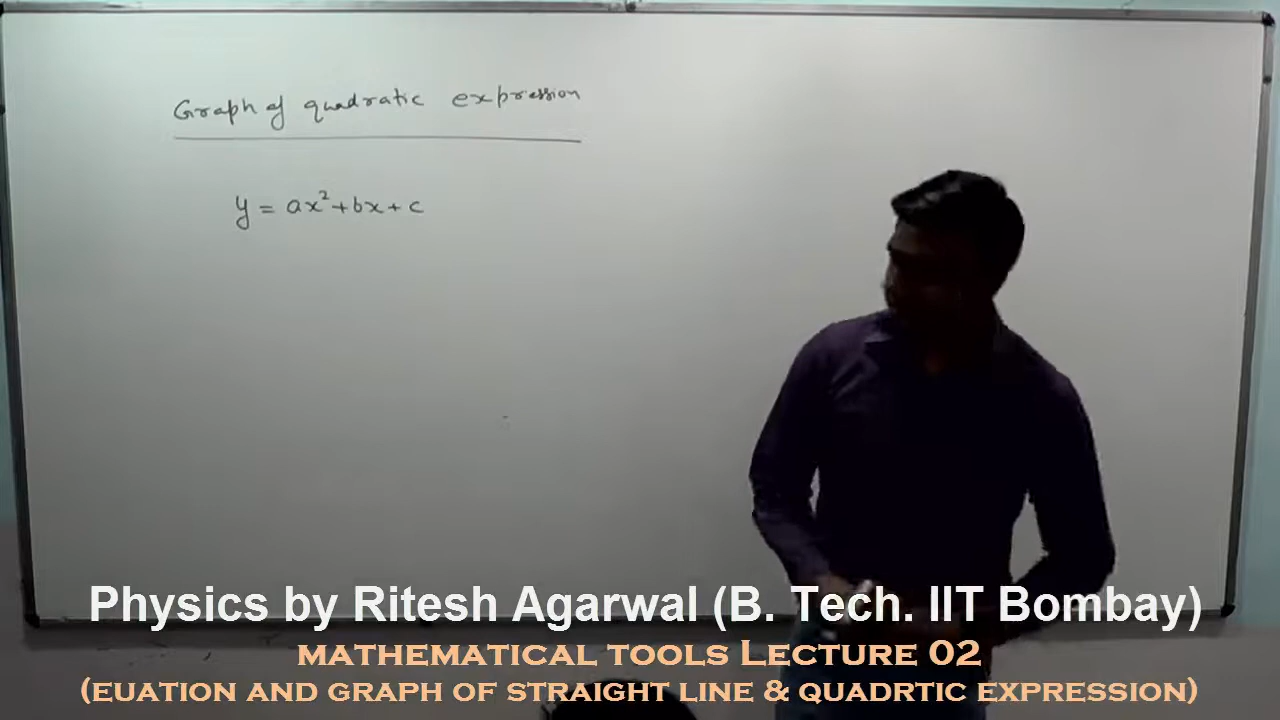 Graph of quadratic expression
y = ax²+bx+c
Physics by Ritesh Agarwal (B. Tech. IIT Bombay)
MATHEMATICAL TOOLS LECTURE 02
(EUATION AND GRAPH OF STRAIGHT LINE & QUADRTIC EXPRESSION)